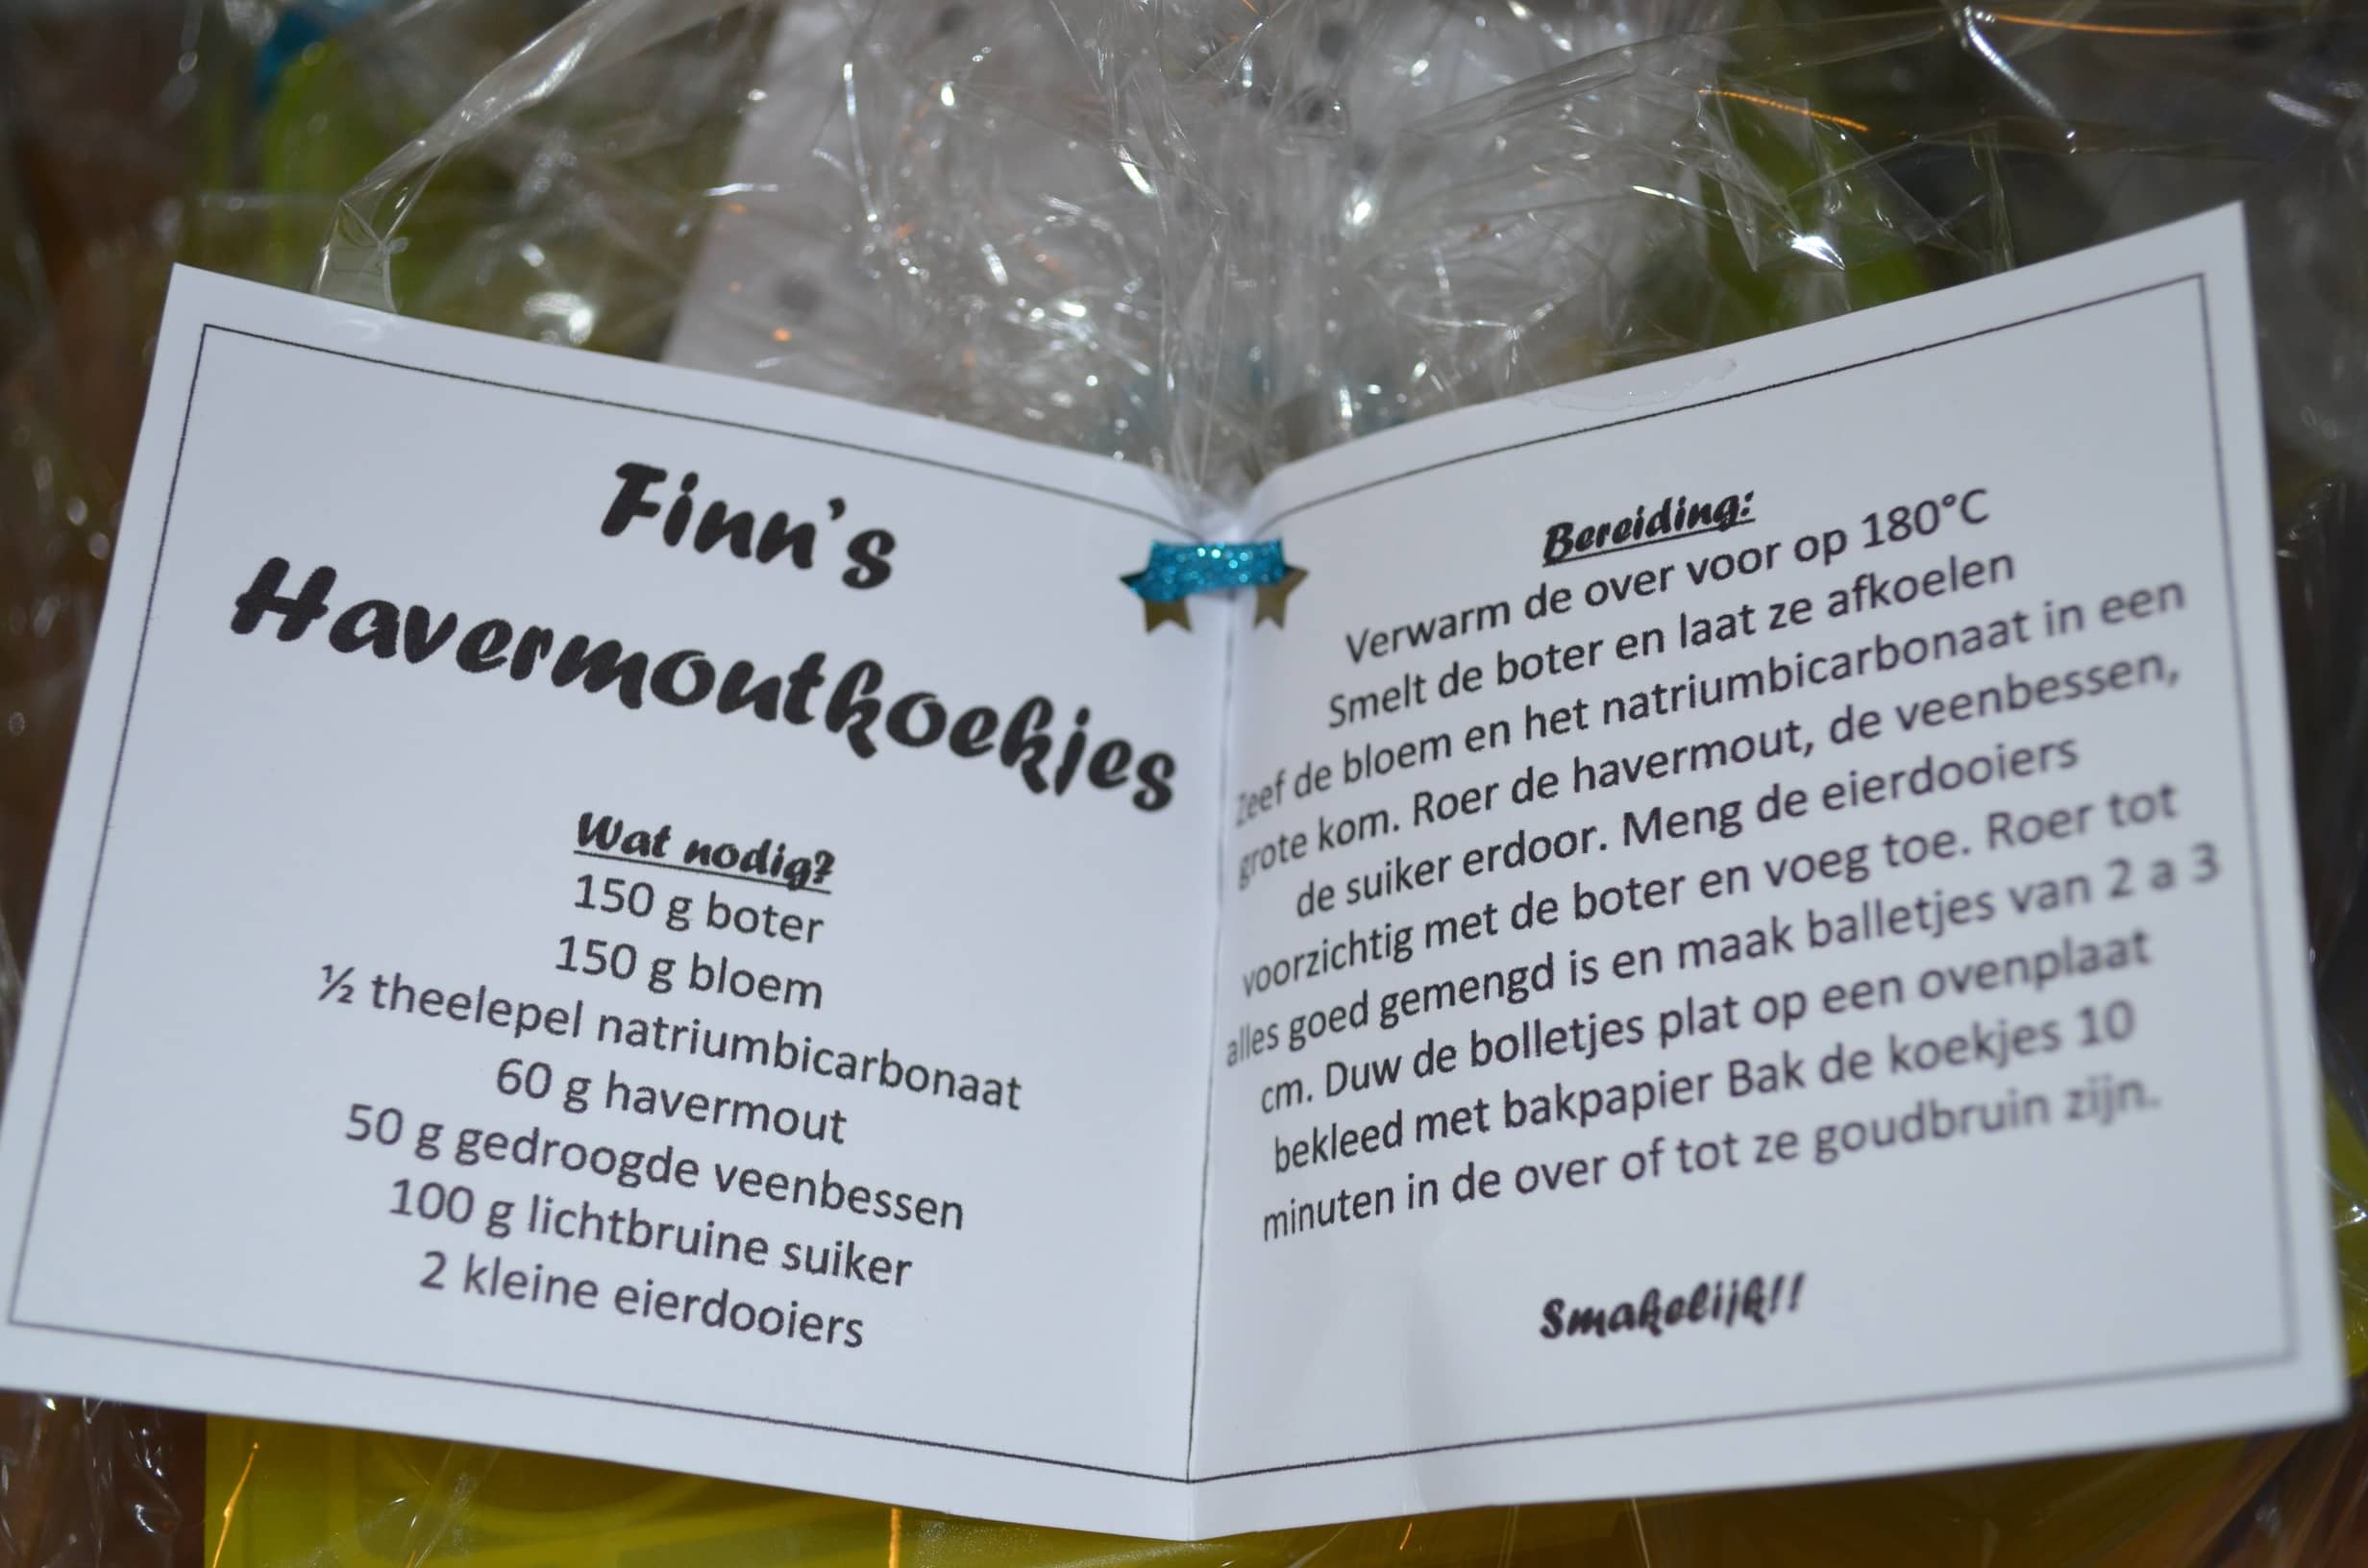 Finn's
Havermoutkoekjes
Wat nodig?
150 g boter
150 g bloem
½ theelepel natriumbicarbonaat
60 g havermout
50 g gedroogde veenbessen
100 g lichtbruine suiker
2 kleine eierdooiers
Bereiding:
Verwarm de over voor op 180°C
Smelt de boter en laat ze afkoelen
Zeef de bloem en het natriumbicarbonaat in een
grote kom. Roer de havermout, de veenbessen,
de suiker erdoor. Meng de eierdooiers
voorzichtig met de boter en voeg toe. Roer tot
alles goed gemengd is en maak balletjes van 2 a 3
cm. Duw de bolletjes plat op een ovenplaat
bekleed met bakpapier Bak de koekjes 10
minuten in de over of tot ze goudbruin zijn.
Smakelijk!!